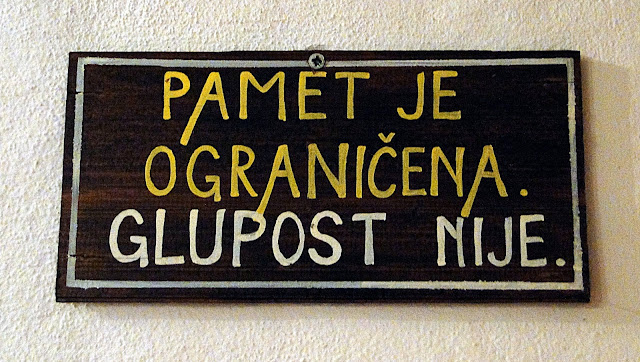 PAMET JE
OGRANIČENA.
GLUPOST NIJE.